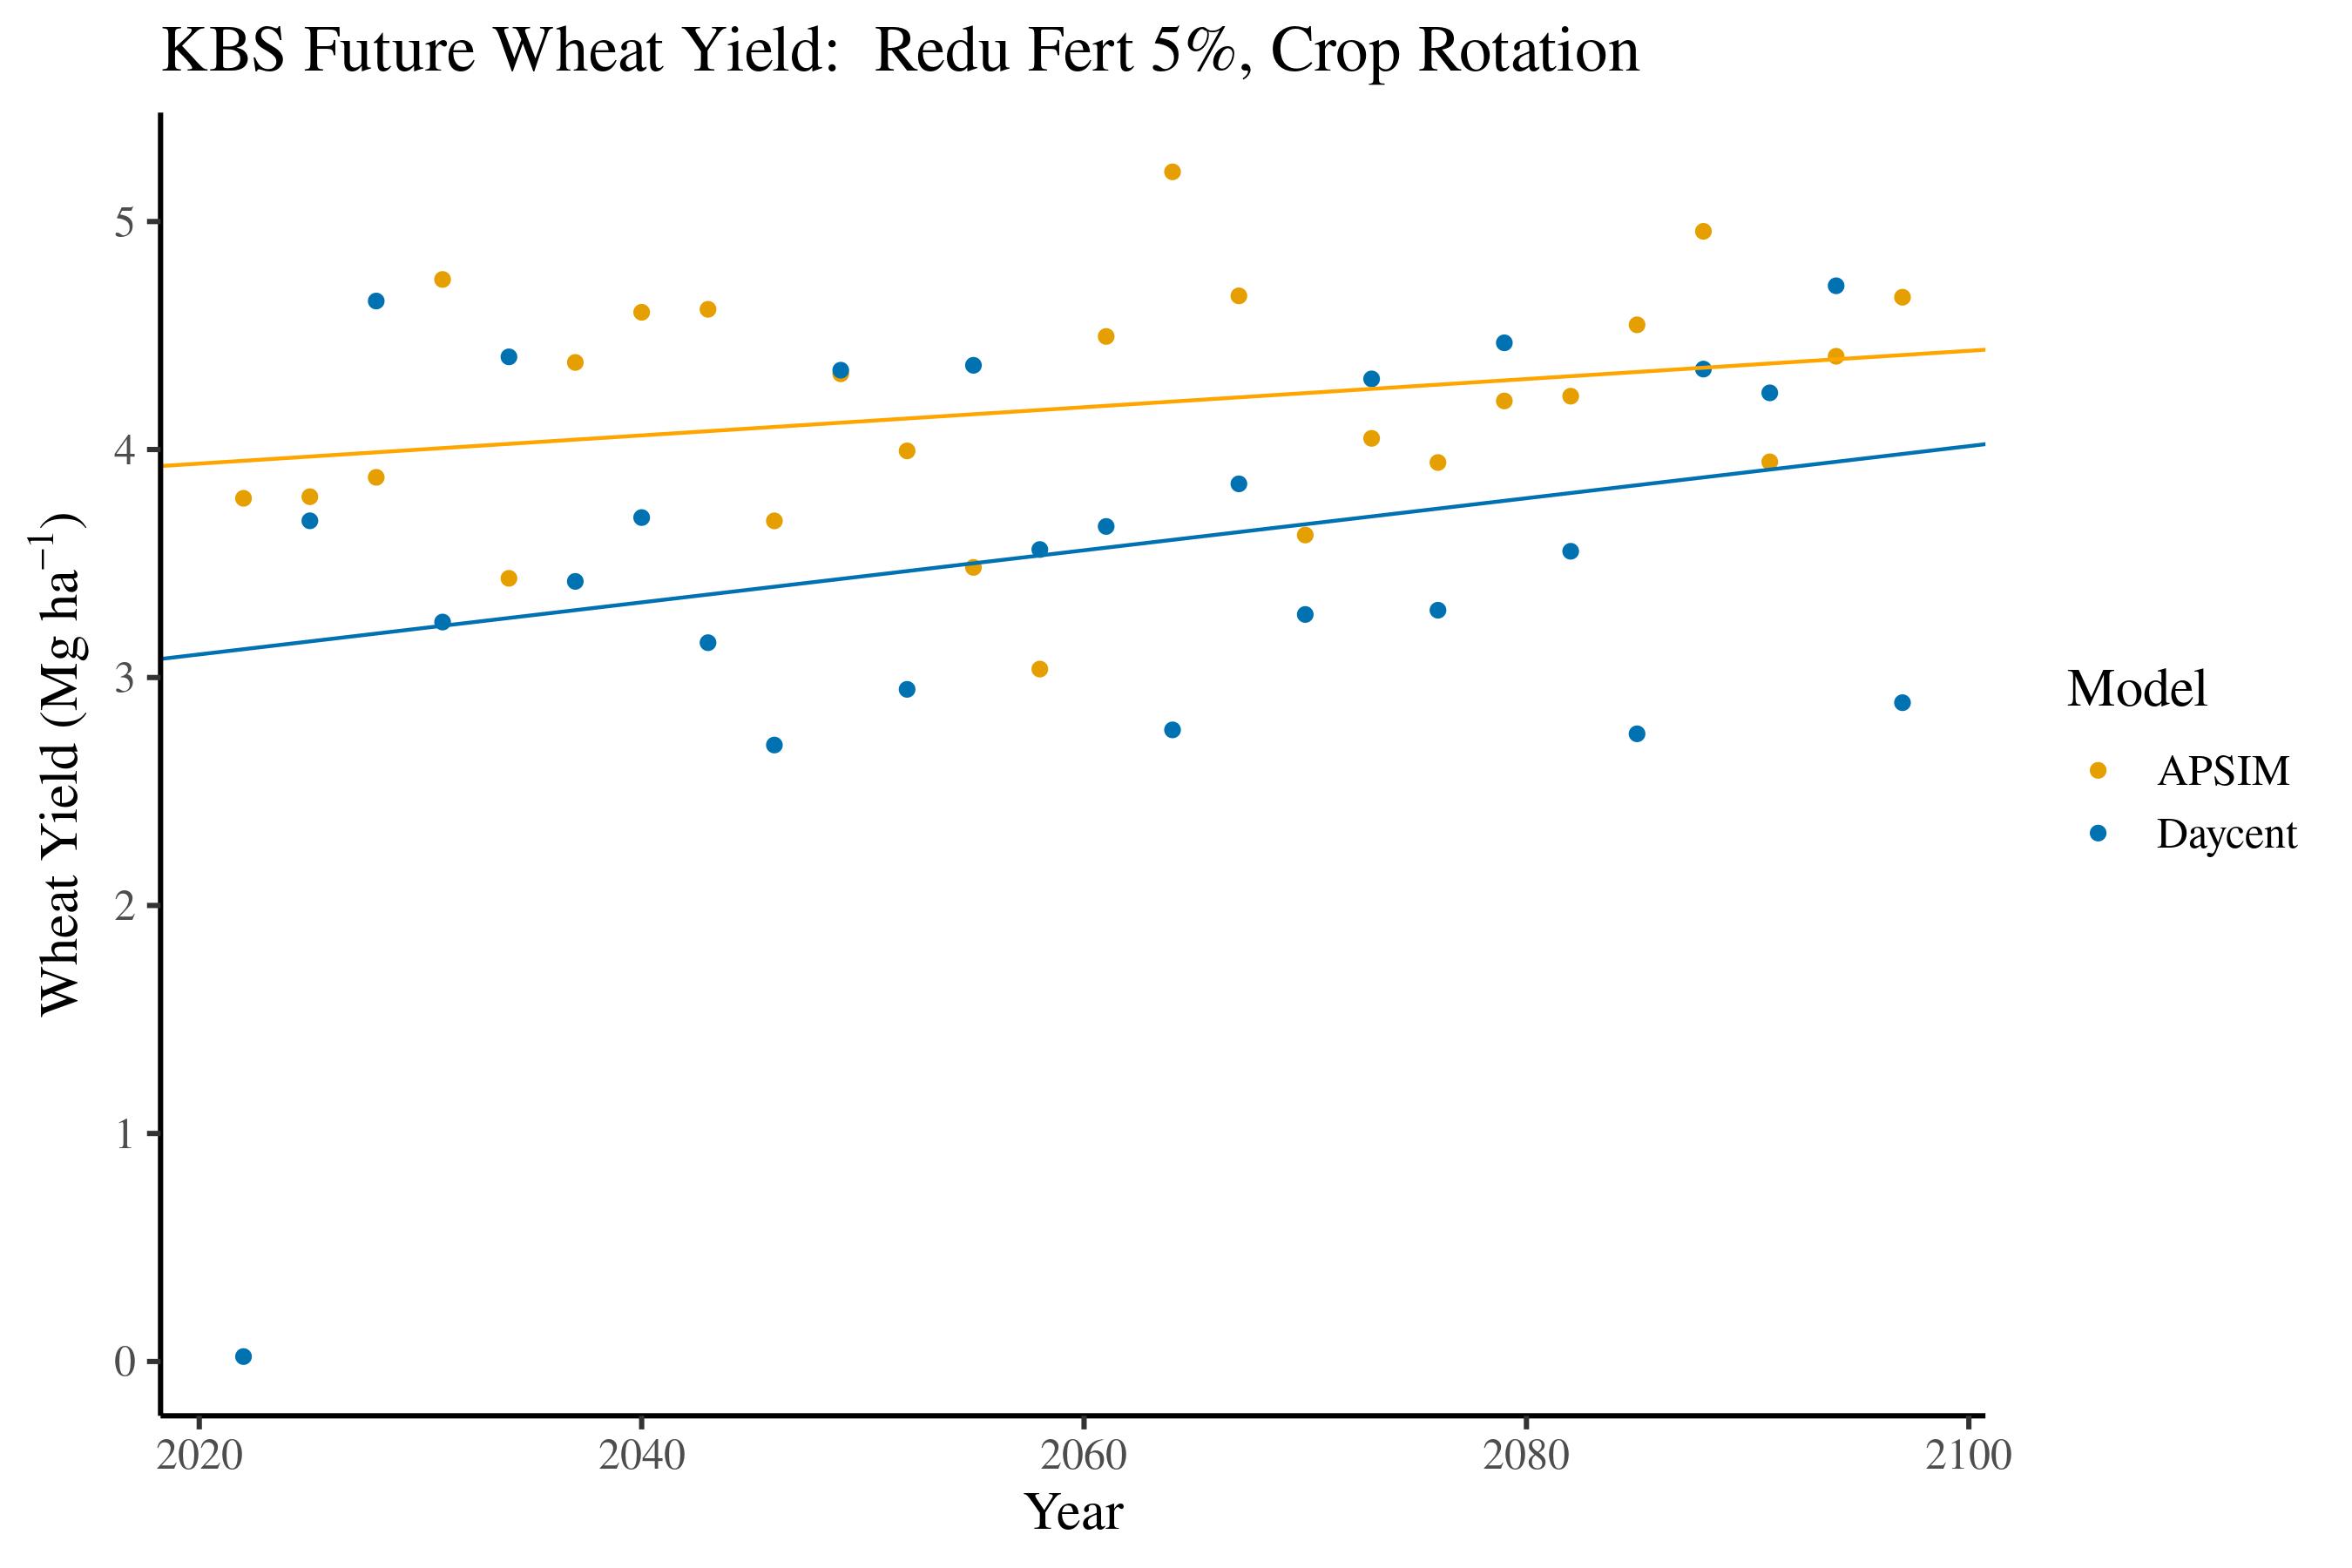 KBS Future Wheat Yield:  Redu Fert 5%, Crop Rotation
Wheat Yield (Mg ha⁻¹)
5
4
3
2
1
0
2020 2040 2060 2080 2100
Year
Model
APSIM
Daycent